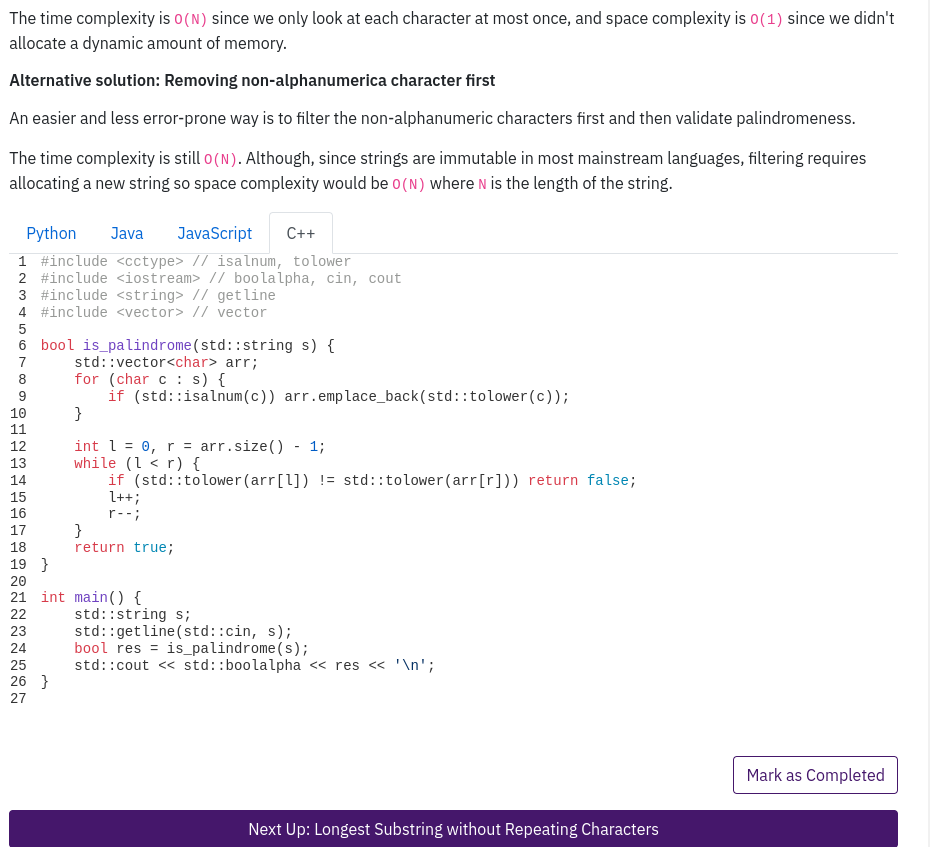 The time complexity is O(N) since we only look at each character at most once, and space complexity is O(1) since we didn't
allocate a dynamic amount of memory.
Alternative solution: Removing non-alphanumerica character first
An easier and less error-prone way is to filter the non-alphanumeric characters first and then validate palindromeness.
The time complexity is still O(N). Although, since strings are immutable in most mainstream languages, filtering requires
allocating a new string so space complexity would be O(N) where N is the length of the string.
Python Java JavaScript C++
1 #include <cctype> // isalnum, tolower
2 #include <iostream> // boolalpha, cin, cout
3 #include <string> // getline
4 #include <vector> // vector
5
6 bool is_palindrome(std::string s) {
7     std::vector<char> arr;
8     for (char c : s) {
9         if (std::isalnum(c)) arr.emplace_back(std::tolower(c));
10     }
11
12     int l = 0, r = arr.size() - 1;
13     while (l < r) {
14         if (std::tolower(arr[l]) != std::tolower(arr[r])) return false;
15         l++;
16         r--;
17     }
18     return true;
19 }
20
21 int main() {
22     std::string s;
23     std::getline(std::cin, s);
24     bool res = is_palindrome(s);
25     std::cout << std::boolalpha << res << '\n';
26 }
27
Mark as Completed
Next Up: Longest Substring without Repeating Characters